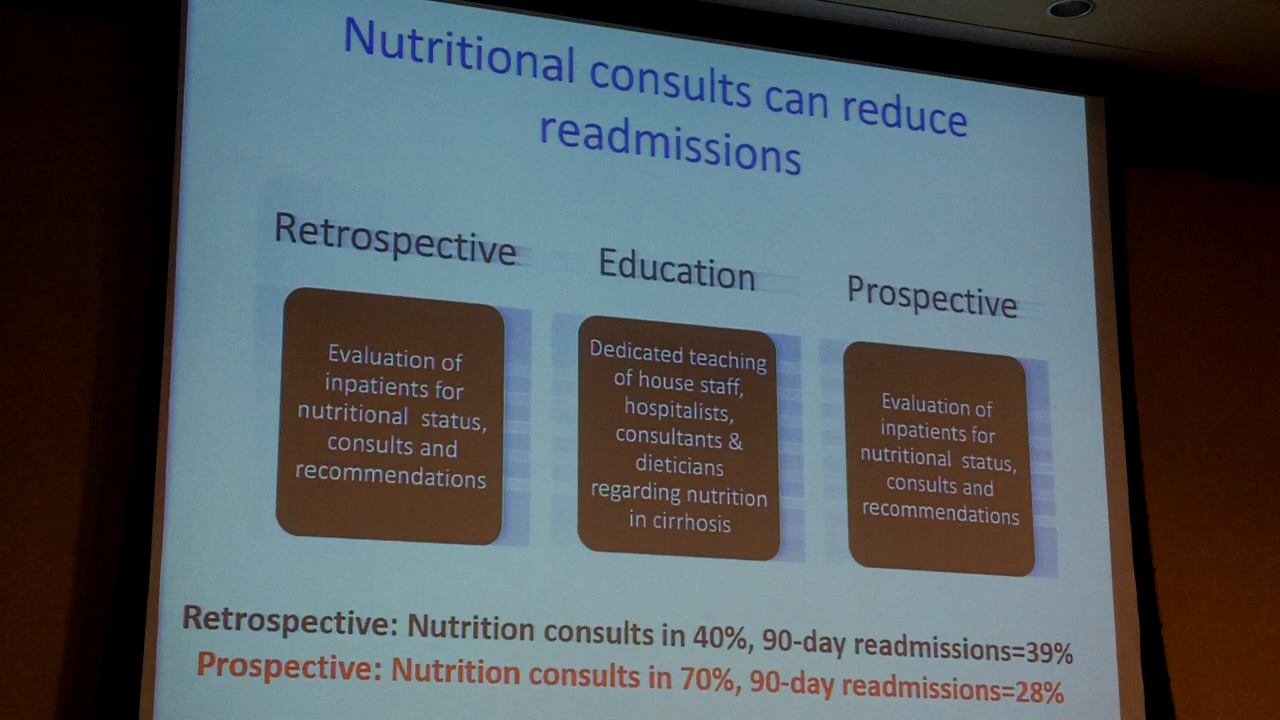 Nutritional consults can reduce
readmissions
Retrospective
Education
Prospective
Evaluation of
inpatients for
nutritional status,
consults and
recommendations
Dedicated teaching
of house staff,
hospitalists,
consultants &
dieticians
regarding nutrition
in cirrhosis
Evaluation of
inpatients for
nutritional status,
consults and
recommendations
Retrospective: Nutrition consults in 40%, 90-day readmissions=39%
Prospective: Nutrition consults in 70%, 90-day readmissions=28%